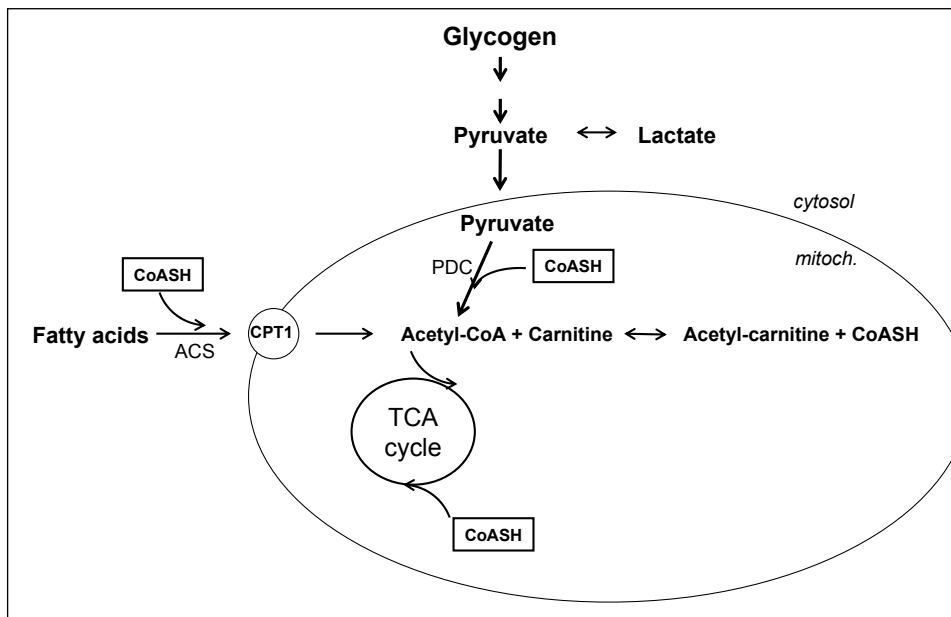 Glycogen
Pyruvate
Lactate
cytosol
Pyruvate
mitoch.
PDC
CoASH
CoASH
Fatty acids
ACS
CPT1
Acetyl-CoA + Carnitine
Acetyl-carnitine + CoASH
TCA
cycle
CoASH